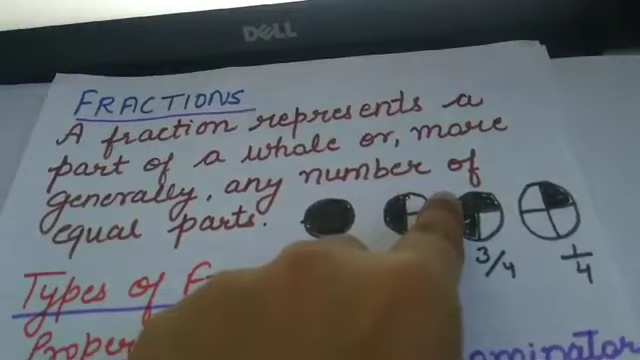 DELL
FRACTIONS
A fraction represents a
part of a whole or, more
generally, any number of
equal parts.
3/4
1/4
Types of
Proper